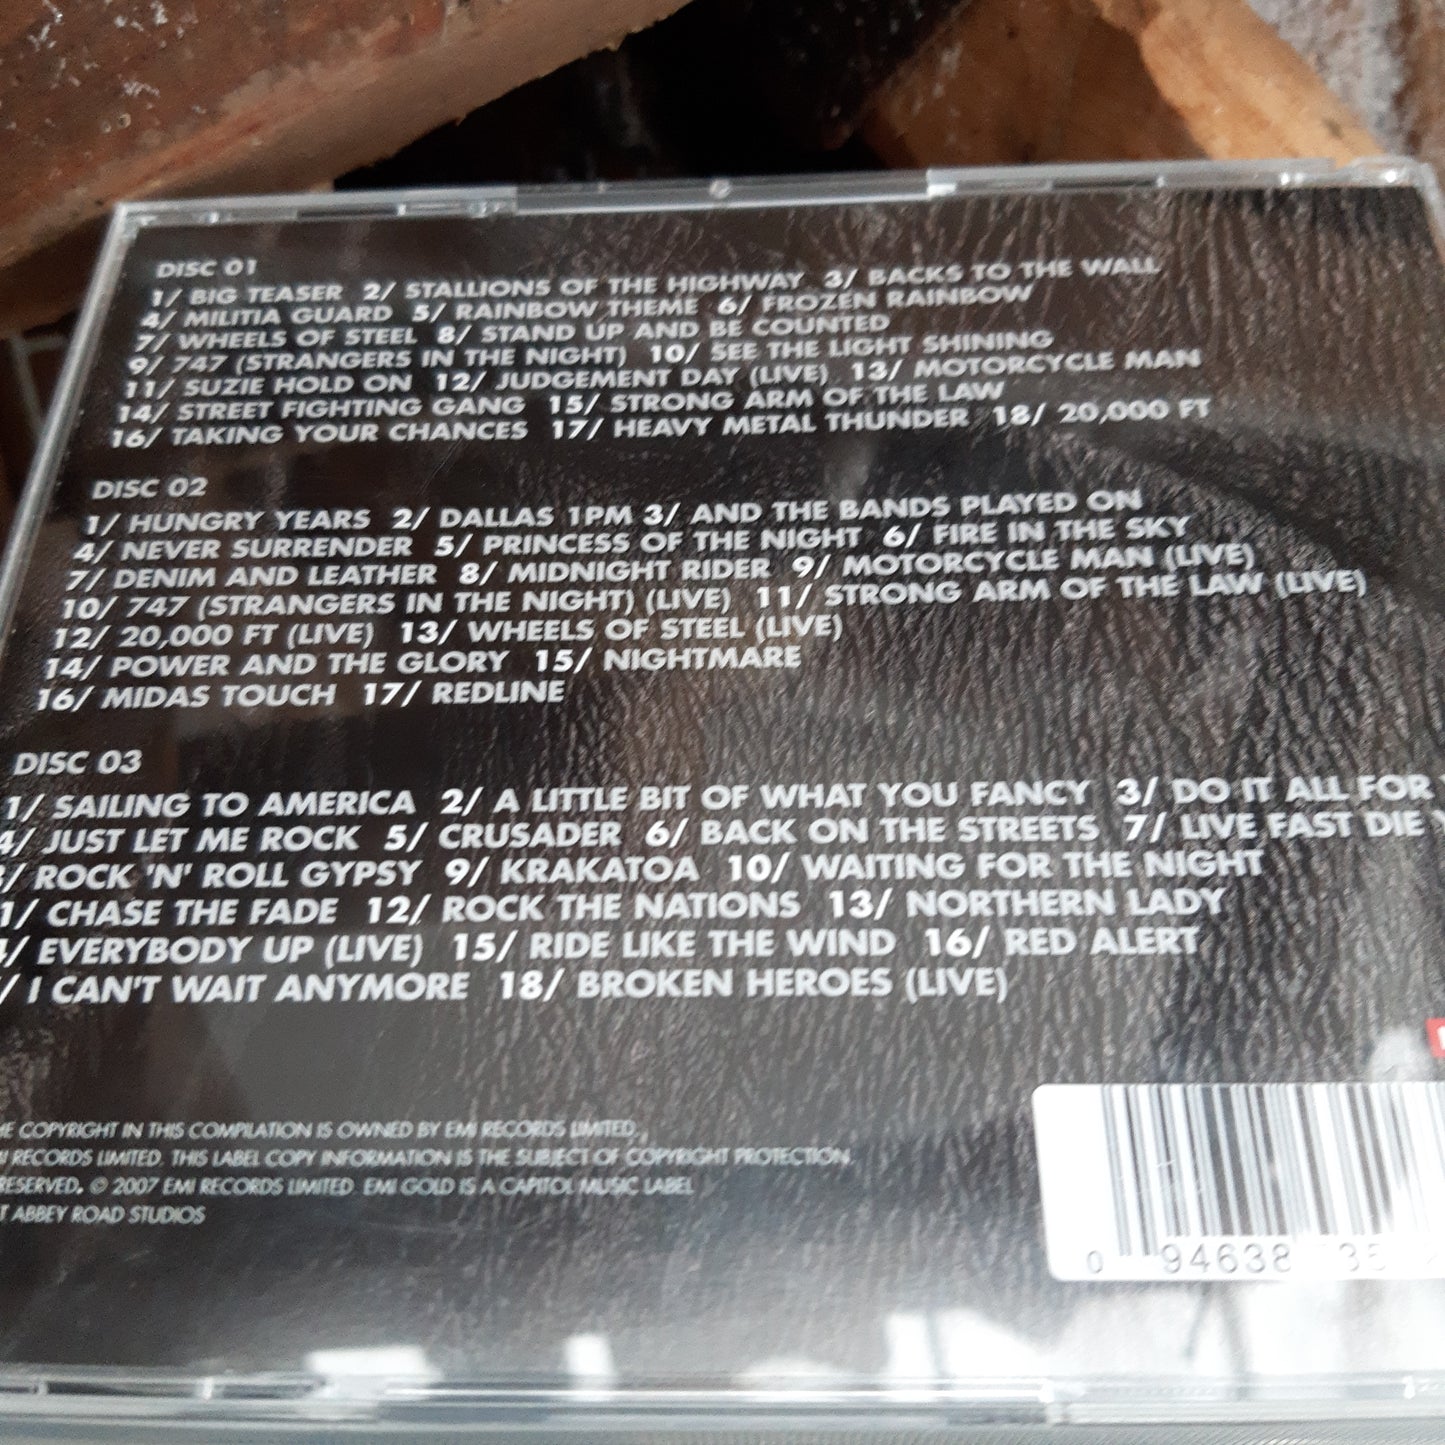 DISC 01
1/ BIG TEASER 2/ STALLIONS OF THE HIGHWAY 3/ BACKS TO THE WALL
4/ MILITIA GUARD 5/ RAINBOW THEME 6/ FROZEN RAINBOW
7/ WHEELS OF STEEL 8/ STAND UP AND BE COUNTED
9/ 747 (STRANGERS IN THE NIGHT) 10/ SEE THE LIGHT SHINING
11/ SUZIE HOLD ON 12/ JUDGEMENT DAY (LIVE) 13/ MOTORCYCLE MAN
14/ STREET FIGHTING GANG 15/ STRONG ARM OF THE LAW
16/ TAKING YOUR CHANCES 17/ HEAVY METAL THUNDER 18/ 20,000 FT
DISC 02
1/ HUNGRY YEARS 2/ DALLAS 1PM 3/ AND THE BANDS PLAYED ON
4/ NEVER SURRENDER 5/ PRINCESS OF THE NIGHT 6/ FIRE IN THE SKY
7/ DENIM AND LEATHER 8/ MIDNIGHT RIDER 9/ MOTORCYCLE MAN (LIVE)
10/ 747 (STRANGERS IN THE NIGHT) (LIVE) 11/ STRONG ARM OF THE LAW (LIVE)
12/ 20,000 FT (LIVE) 13/ WHEELS OF STEEL (LIVE)
14/ POWER AND THE GLORY 15/ NIGHTMARE
16/ MIDAS TOUCH 17/ REDLINE
DISC 03
1/ SAILING TO AMERICA 2/ A LITTLE BIT OF WHAT YOU FANCY 3/ DO IT ALL FOR
4/ JUST LET ME ROCK 5/ CRUSADER 6/ BACK ON THE STREETS 7/ LIVE FAST DIE
/ ROCK 'N' ROLL GYPSY 9/ KRAKATOA 10/ WAITING FOR THE NIGHT
1/ CHASE THE FADE 12/ ROCK THE NATIONS 13/ NORTHERN LADY
/ EVERYBODY UP (LIVE) 15/ RIDE LIKE THE WIND 16/ RED ALERT
/ I CAN'T WAIT ANYMORE 18/ BROKEN HEROES (LIVE)
COPYRIGHT IN THIS COMPILATION IS OWNED BY EMI RECORDS LIMITED.
RECORDS LIMITED. THIS LABEL COPY INFORMATION IS THE SUBJECT OF COPYRIGHT PROTECTION.
RESERVED. © 2007 EMI RECORDS LIMITED EMI GOLD IS A CAPITOL MUSIC LABEL
ABBEY ROAD STUDIOS
0 94638 35